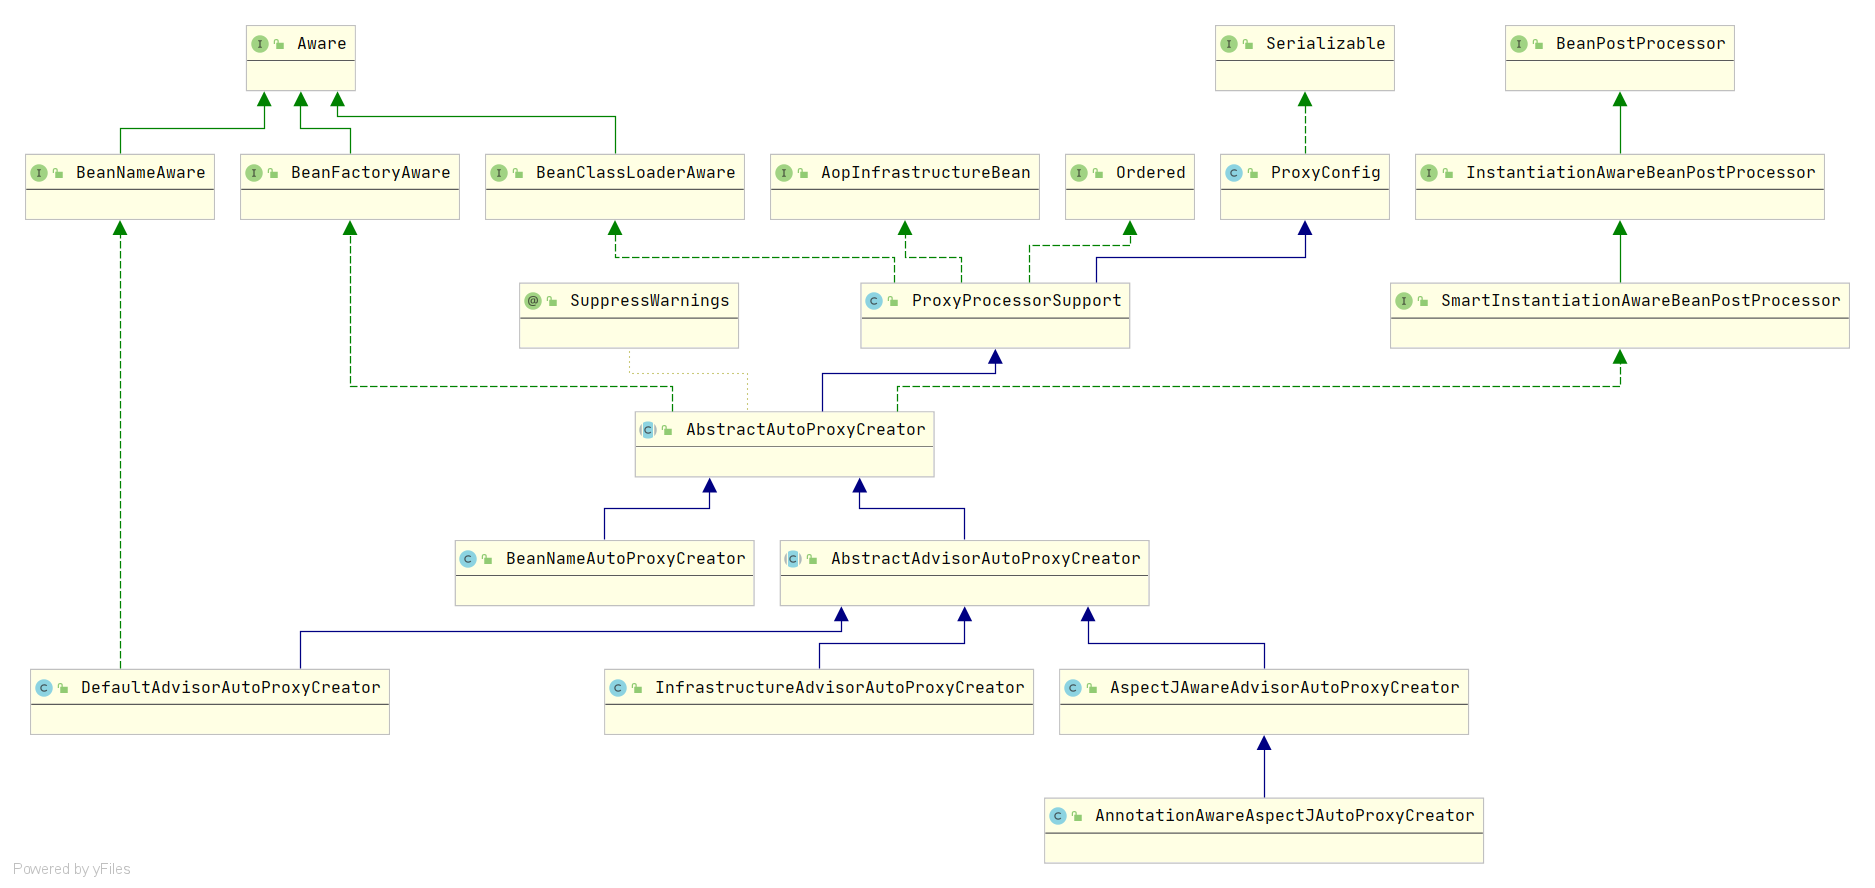 Aware
Serializable
BeanPostProcessor
BeanNameAware
BeanFactoryAware
BeanClassLoaderAware
AopInfrastructureBean
Ordered
ProxyConfig
InstantiationAwareBeanPostProcessor
SuppressWarnings
ProxyProcessorSupport
SmartInstantiationAwareBeanPostProcessor
AbstractAutoProxyCreator
BeanNameAutoProxyCreator
AbstractAdvisorAutoProxyCreator
DefaultAdvisorAutoProxyCreator
InfrastructureAdvisorAutoProxyCreator
AspectJAwareAdvisorAutoProxyCreator
AnnotationAwareAspectJAutoProxyCreator
Powered by yFiles